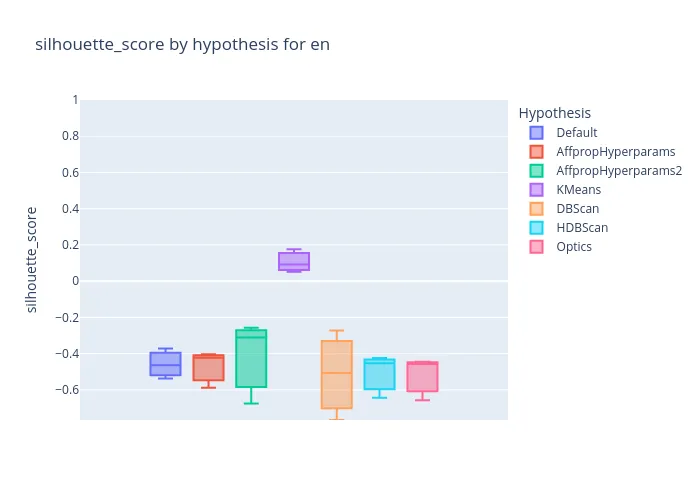 silhouette_score by hypothesis for en
1
0.8
0.6
0.4
0.2
0
−0.2
−0.4
−0.6
silhouette_score
Hypothesis
Default
AffpropHyperparams
AffpropHyperparams2
KMeans
DBScan
HDBScan
Optics